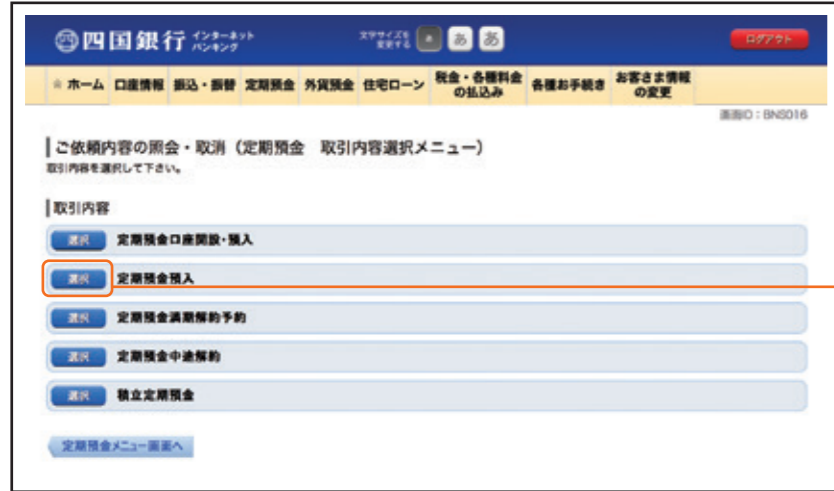 四国銀行 インターネットバンキング
文字サイズを変更する あ あ あ
ログアウト
ホーム 口座情報 振込・振替 定期預金 外貨預金 住宅ローン 税金・各種料金の払込み 各種お手続き お客さま情報の変更
画面ID：BNS016
ご依頼内容の照会・取消（定期預金　取引内容選択メニュー）
取引内容を選択して下さい。
取引内容
選択 定期預金口座開設・預入
選択 定期預金預入
選択 定期預金満期解約予約
選択 定期預金中途解約
選択 積立定期預金
定期預金メニュー画面へ